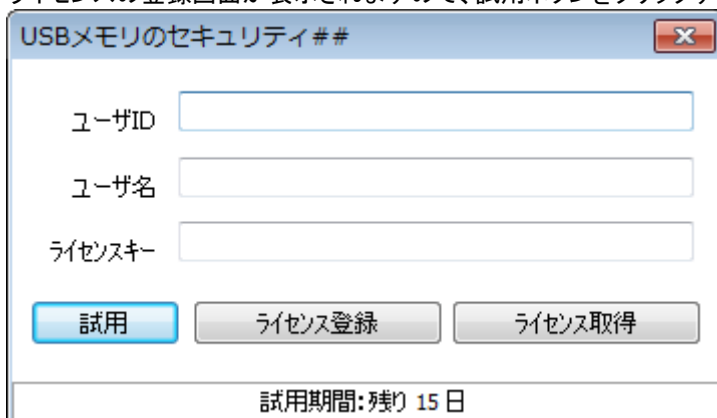 USBメモリのセキュリティ##
ユーザID
ユーザ名
ライセンスキー
試用 ライセンス登録 ライセンス取得
試用期間:残り 15 日